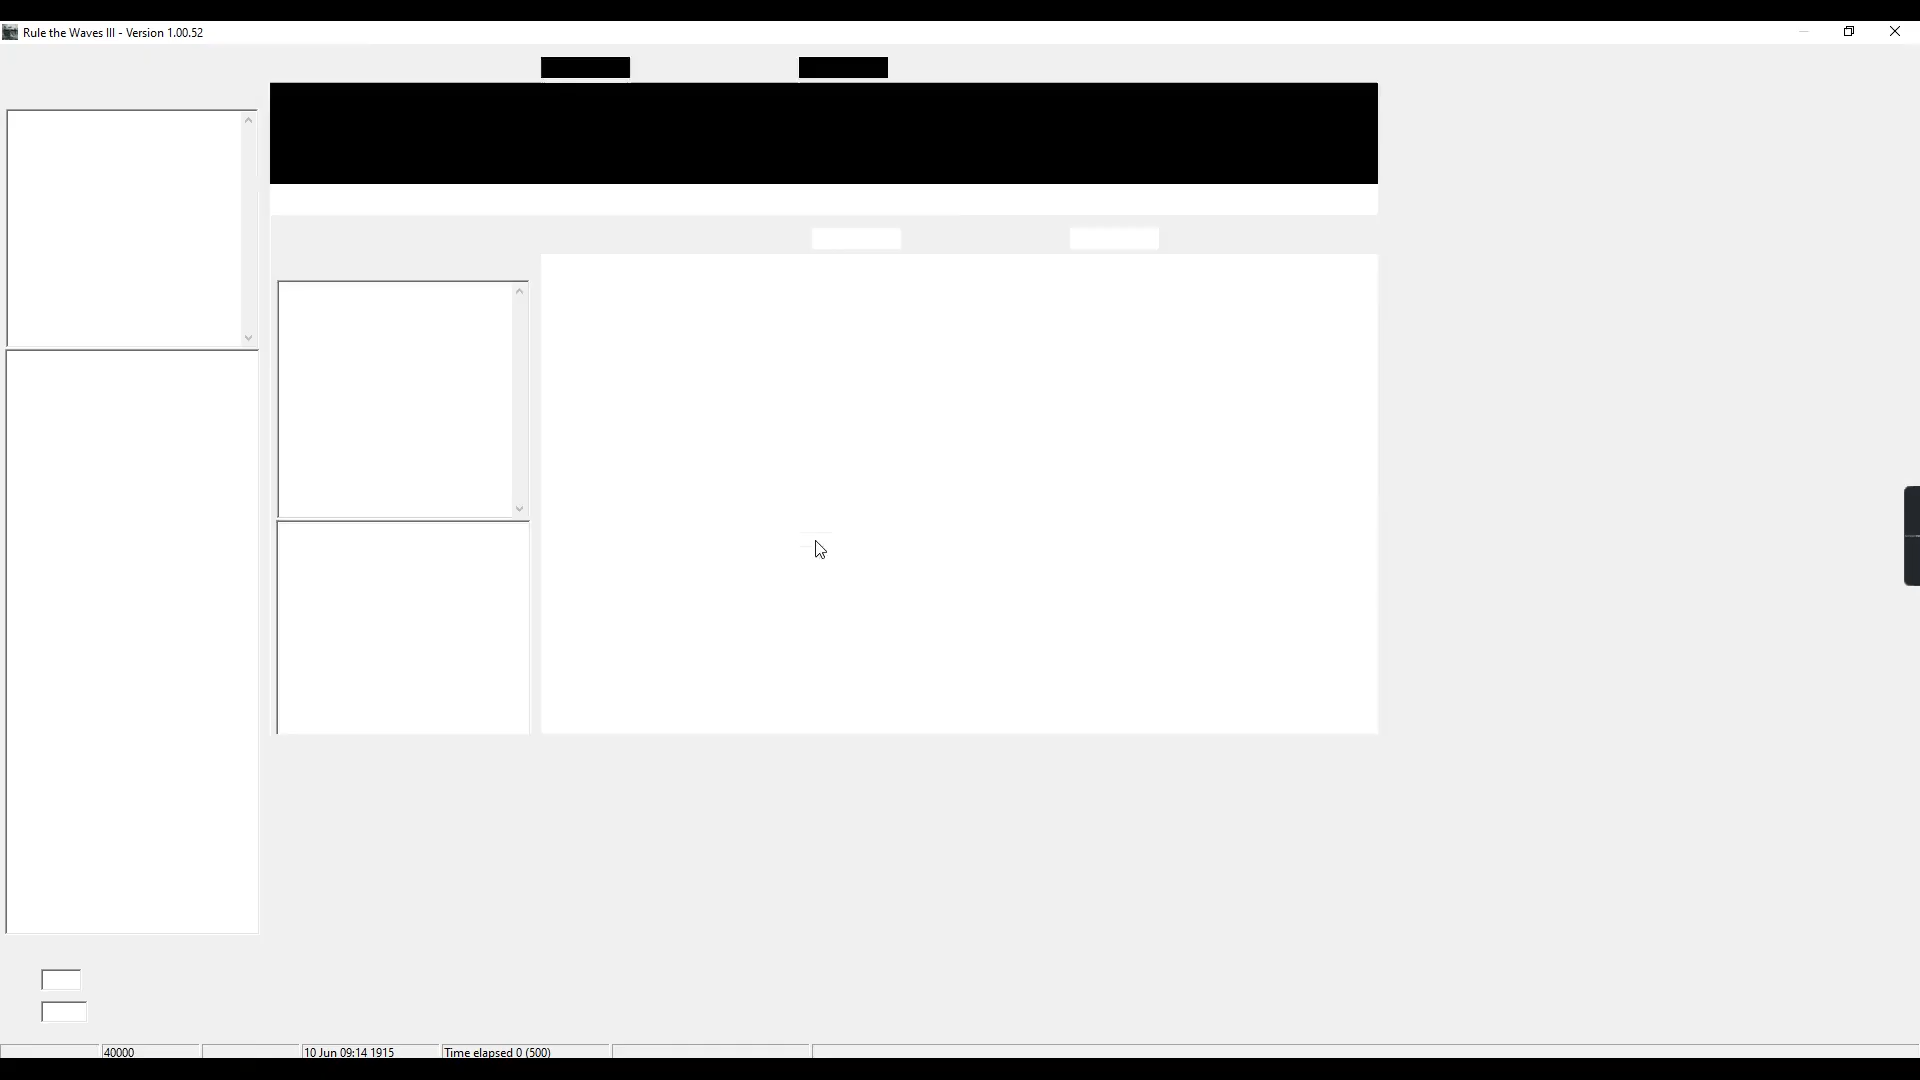 Rule the Waves III - Version 1.00.52
40000
10 Jun 09:14 1915
Time elapsed 0 (500)